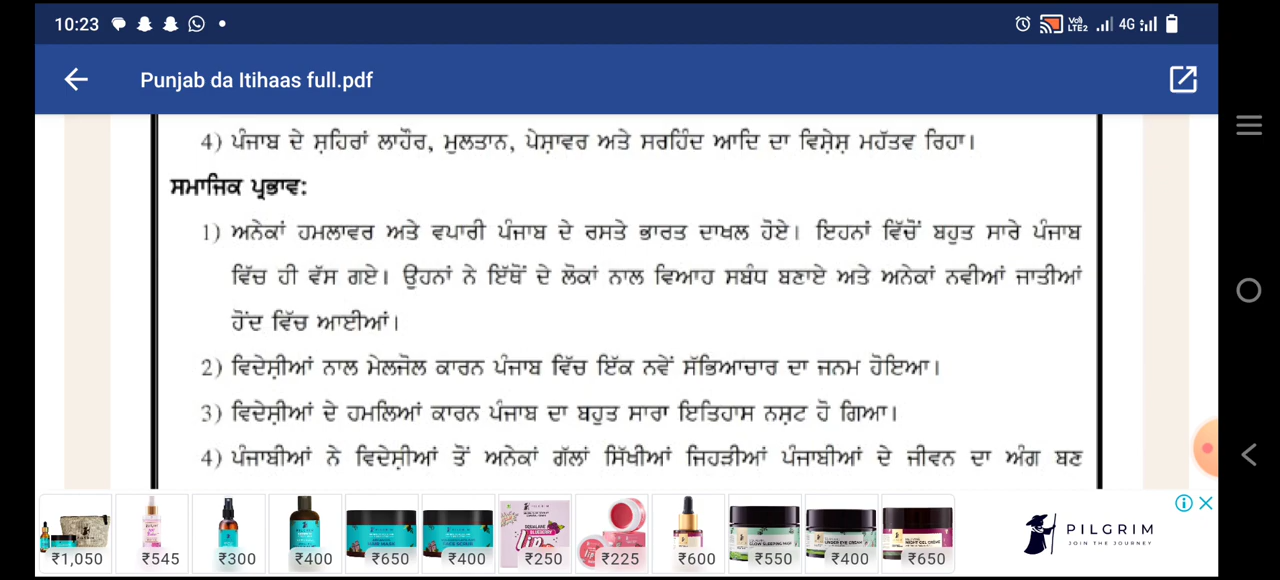 10:23 VoI) LTE2 4G
Punjab da Itihaas full.pdf
4) ਪੰਜਾਬ ਦੇ ਸ਼ਹਿਰਾਂ ਲਾਹੌਰ, ਮੁਲਤਾਨ, ਪੇਸ਼ਾਵਰ ਅਤੇ ਸਰਹਿੰਦ ਆਦਿ ਦਾ ਵਿਸ਼ੇਸ਼ ਮਹੱਤਵ ਰਿਹਾ।
ਸਮਾਜਿਕ ਪ੍ਰਭਾਵ:
1) ਅਨੇਕਾਂ ਹਮਲਾਵਰ ਅਤੇ ਵਪਾਰੀ ਪੰਜਾਬ ਦੇ ਰਸਤੇ ਭਾਰਤ ਦਾਖਲ ਹੋਏ। ਇਹਨਾਂ ਵਿੱਚੋਂ ਬਹੁਤ ਸਾਰੇ ਪੰਜਾਬ
ਵਿੱਚ ਹੀ ਵੱਸ ਗਏ। ਉਹਨਾਂ ਨੇ ਇੱਥੋਂ ਦੇ ਲੋਕਾਂ ਨਾਲ ਵਿਆਹ ਸਬੰਧ ਬਣਾਏ ਅਤੇ ਅਨੇਕਾਂ ਨਵੀਆਂ ਜਾਤੀਆਂ
ਹੋਂਦ ਵਿੱਚ ਆਈਆਂ।
2) ਵਿਦੇਸ਼ੀਆਂ ਨਾਲ ਮੇਲਜੋਲ ਕਾਰਨ ਪੰਜਾਬ ਵਿੱਚ ਇੱਕ ਨਵੇਂ ਸੱਭਿਆਚਾਰ ਦਾ ਜਨਮ ਹੋਇਆ।
3) ਵਿਦੇਸ਼ੀਆਂ ਦੇ ਹਮਲਿਆਂ ਕਾਰਨ ਪੰਜਾਬ ਦਾ ਬਹੁਤ ਸਾਰਾ ਇਤਿਹਾਸ ਨਸ਼ਟ ਹੋ ਗਿਆ।
4) ਪੰਜਾਬੀਆਂ ਨੇ ਵਿਦੇਸ਼ੀਆਂ ਤੋਂ ਅਨੇਕਾਂ ਗੱਲਾਂ ਸਿੱਖੀਆਂ ਜਿਹੜੀਆਂ ਪੰਜਾਬੀਆਂ ਦੇ ਜੀਵਨ ਦਾ ਅੰਗ ਬਣ
₹1,050 ₹545 ₹300 ₹400 ₹650 ₹400 ₹250 ₹225 ₹600 ₹550 ₹400 ₹650
PILGRIM
JOIN THE JOURNEY